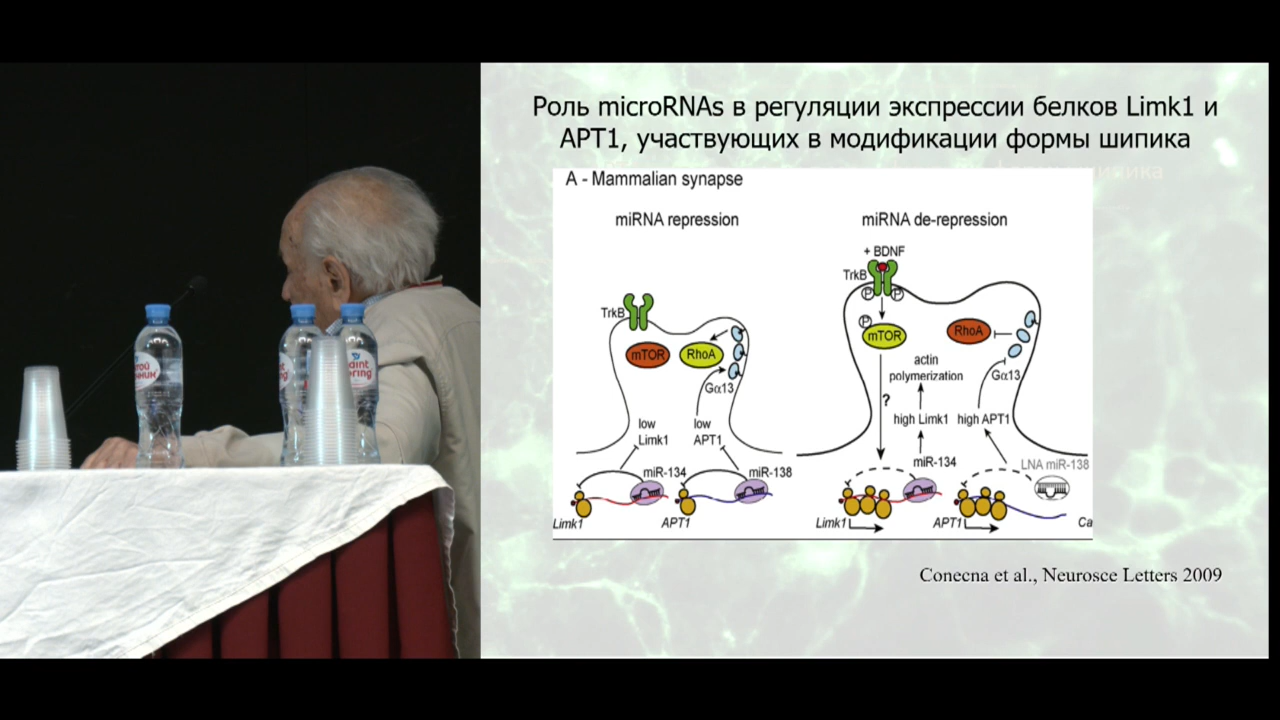 Роль microRNAs в регуляции экспрессии белков Limk1 и
APT1, участвующих в модификации формы шипика
A - Mammalian synapse
miRNA repression
miRNA de-repression
+ BDNF
TrkB
P
P
TrkB
P
mTOR
RhoA
mTOR
RhoA
actin
polymerization
Gα13
Gα13
?
low
Limk1
low
APT1
high Limk1
high APT1
miR-134
miR-138
miR-134
LNA miR-138
Limk1
APT1
Limk1
APT1
Ca
Conecna et al., Neurosce Letters 2009